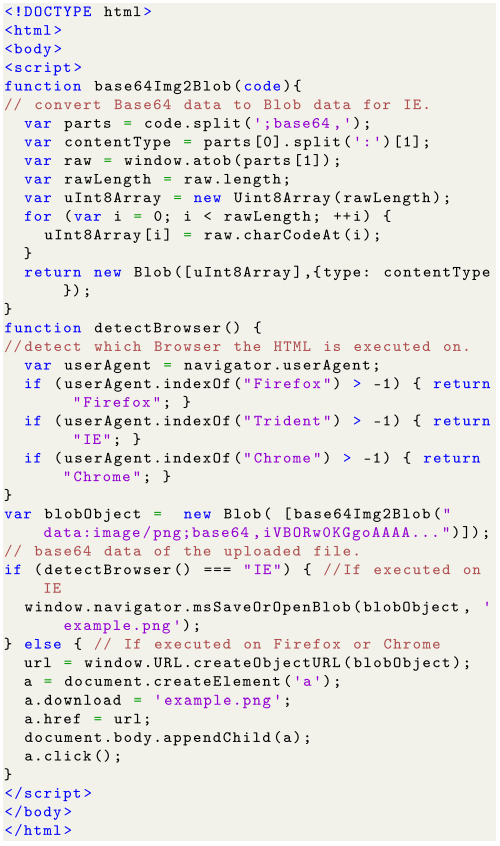 <!DOCTYPE html>
<html>
<body>
<script>
function base64Img2Blob(code){
// convert Base64 data to Blob data for IE.
  var parts = code.split(';base64,');
  var contentType = parts[0].split(':')[1];
  var raw = window.atob(parts[1]);
  var rawLength = raw.length;
  var uInt8Array = new Uint8Array(rawLength);
  for (var i = 0; i < rawLength; ++i) {
    uInt8Array[i] = raw.charCodeAt(i);
  }
  return new Blob([uInt8Array],{type: contentType
      });
}
function detectBrowser() {
//detect which Browser the HTML is executed on.
  var userAgent = navigator.userAgent;
  if (userAgent.indexOf("Firefox") > -1) { return
       "Firefox"; }
  if (userAgent.indexOf("Trident") > -1) { return
       "IE"; }
  if (userAgent.indexOf("Chrome") > -1) { return
      "Chrome"; }
}
var blobObject =  new Blob( [base64Img2Blob("
    data:image/png;base64,iVBORw0KGgoAAAA...")]);
// base64 data of the uploaded file.
if (detectBrowser() === "IE") { //If executed on
    IE
  window.navigator.msSaveOrOpenBlob(blobObject, '
      example.png');
} else { // If executed on Firefox or Chrome
  url = window.URL.createObjectURL(blobObject);
  a = document.createElement('a');
  a.download = 'example.png';
  a.href = url;
  document.body.appendChild(a);
  a.click();
}
</script>
</body>
</html>